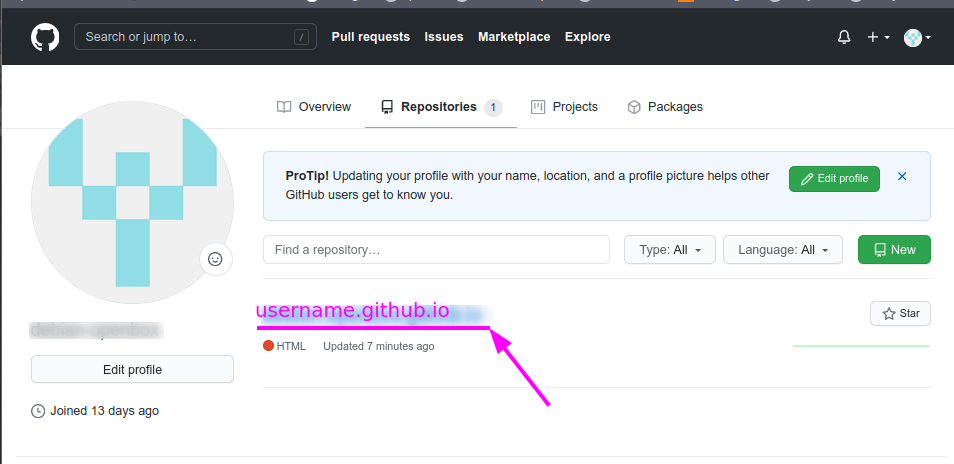 Search or jump to… /
Pull requests Issues Marketplace Explore
Overview Repositories 1 Projects Packages
ProTip! Updating your profile with your name, location, and a profile picture helps other
GitHub users get to know you.
Edit profile
Find a repository…
Type: All
Language: All
New
username.github.io
Star
HTML Updated 7 minutes ago
Edit profile
Joined 13 days ago